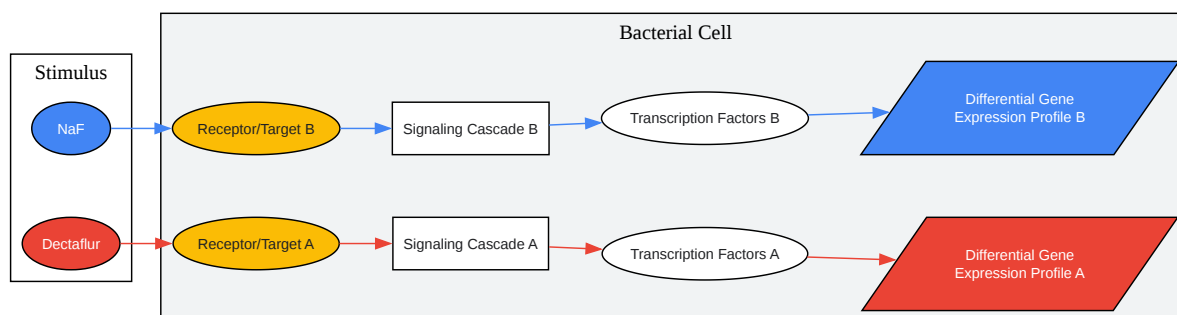 Bacterial Cell
Stimulus
NaF
Receptor/Target B
Signaling Cascade B
Transcription Factors B
Differential Gene
Expression Profile B
Dectaflur
Receptor/Target A
Signaling Cascade A
Transcription Factors A
Differential Gene
Expression Profile A